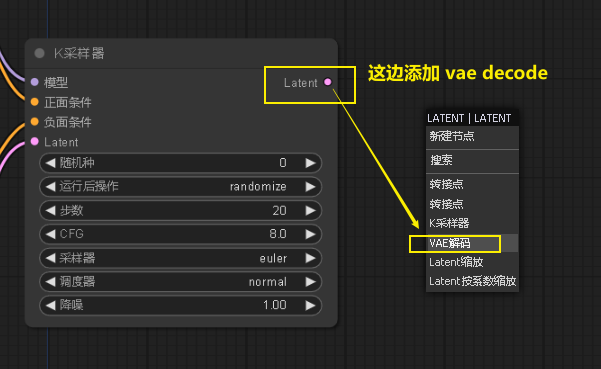 K采样器
模型
正面条件
负面条件
Latent
Latent
随机种 0
运行后操作 randomize
步数 20
CFG 8.0
采样器 euler
调度器 normal
降噪 1.00
这边添加 vae decode
LATENT | LATENT
新建节点
搜索
转接点
转接点
K采样器
VAE解码
Latent缩放
Latent按系数缩放